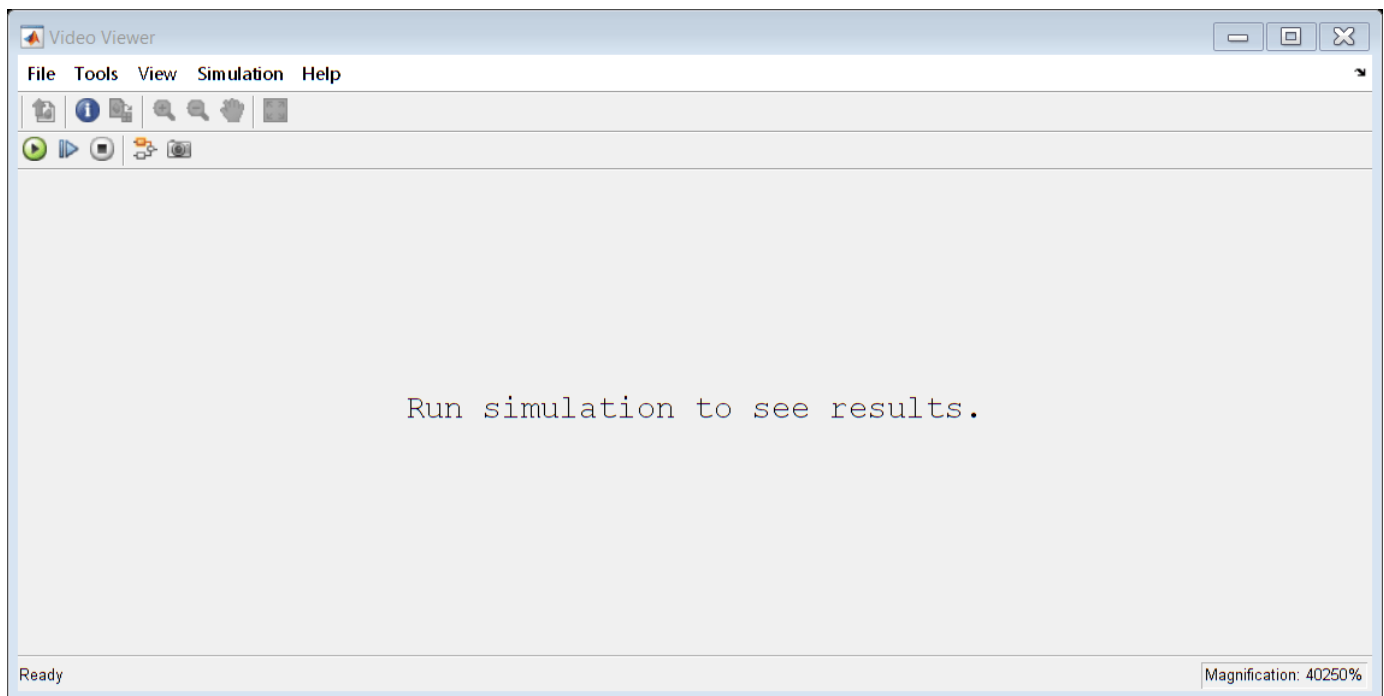 Video Viewer
File Tools View Simulation Help
Run simulation to see results.
Ready
Magnification: 40250%